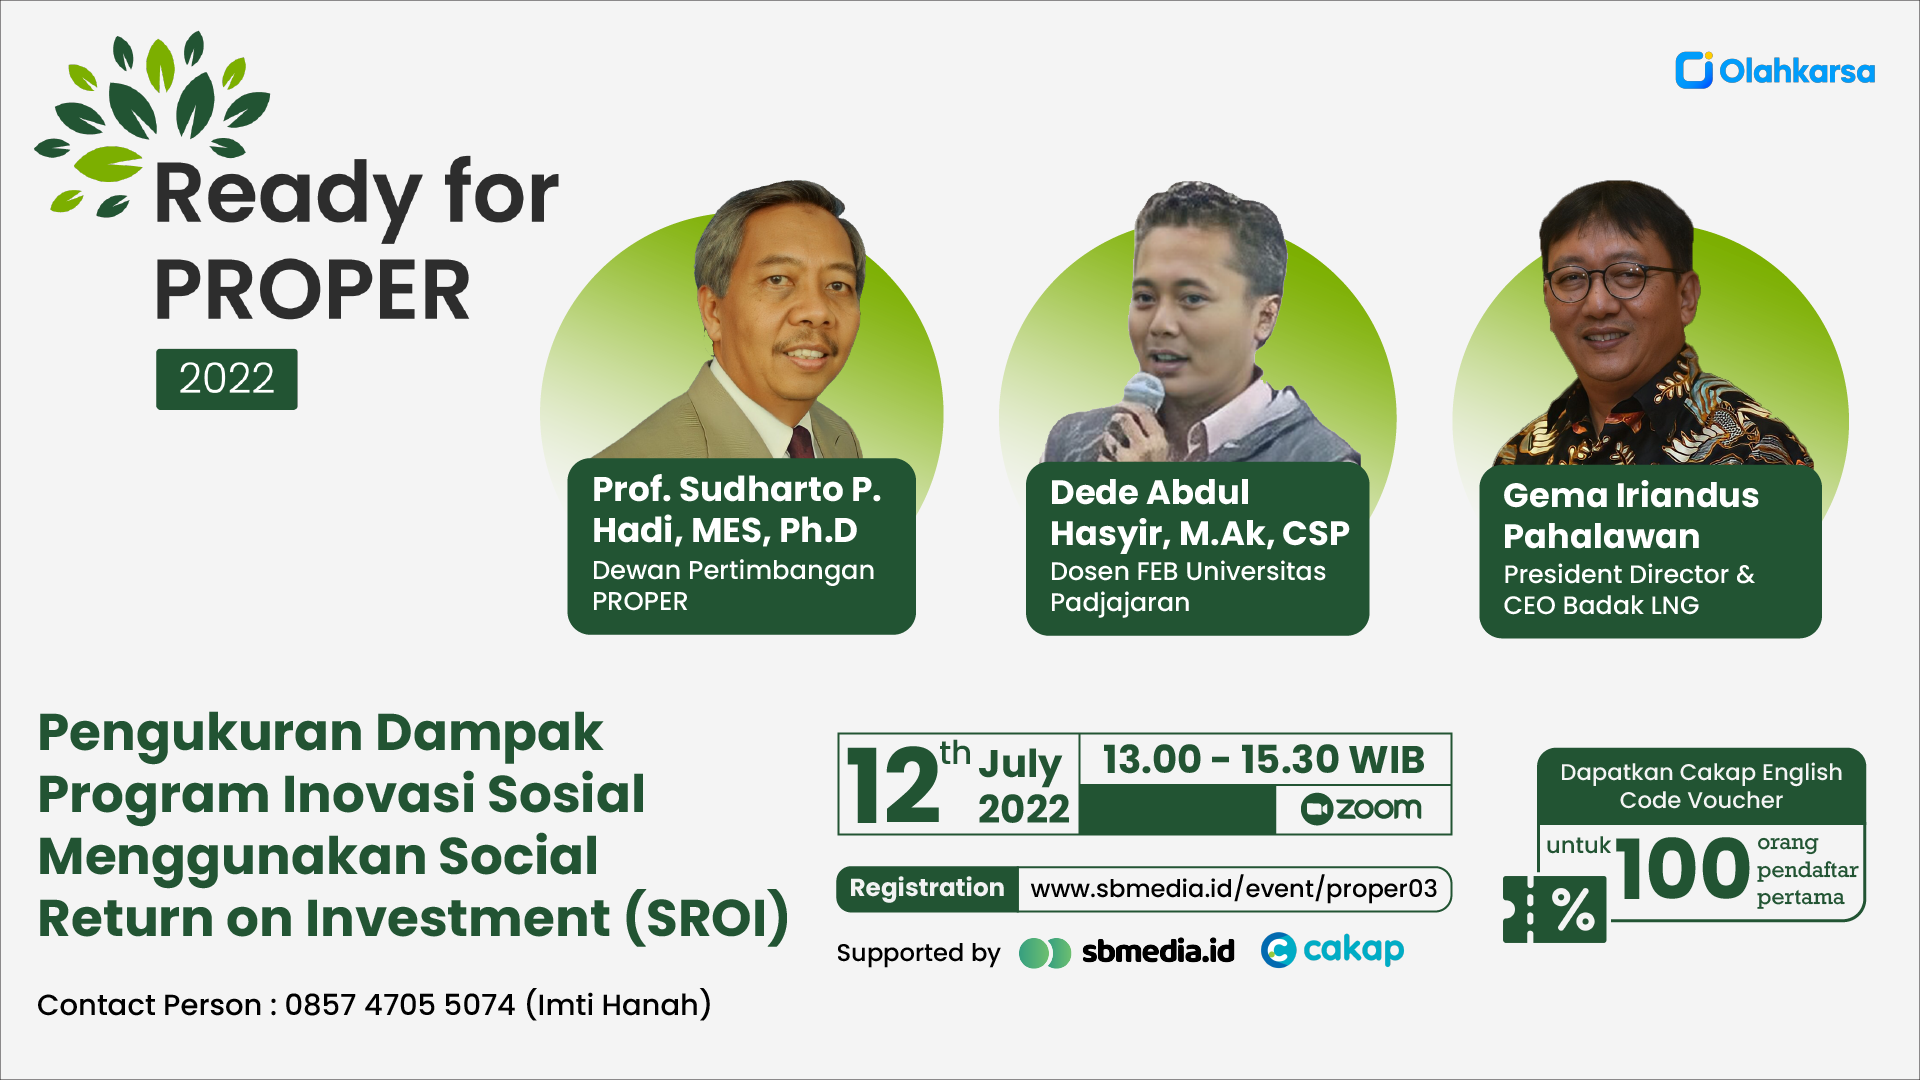 Olahkarsa
Ready for
PROPER
2022
Prof. Sudharto P.
Hadi, MES, Ph.D
Dewan Pertimbangan
PROPER
Dede Abdul
Hasyir, M.Ak, CSP
Dosen FEB Universitas
Padjajaran
Gema Iriandus
Pahalawan
President Director &
CEO Badak LNG
Pengukuran Dampak
Program Inovasi Sosial
Menggunakan Social
Return on Investment (SROI)
Contact Person : 0857 4705 5074 (Imti Hanah)
12th July
2022
13.00 - 15.30 WIB
zoom
Registration www.sbmedia.id/event/proper03
Supported by sbmedia.id cakap
Dapatkan Cakap English
Code Voucher
untuk 100 orang
pendaftar
pertama
%